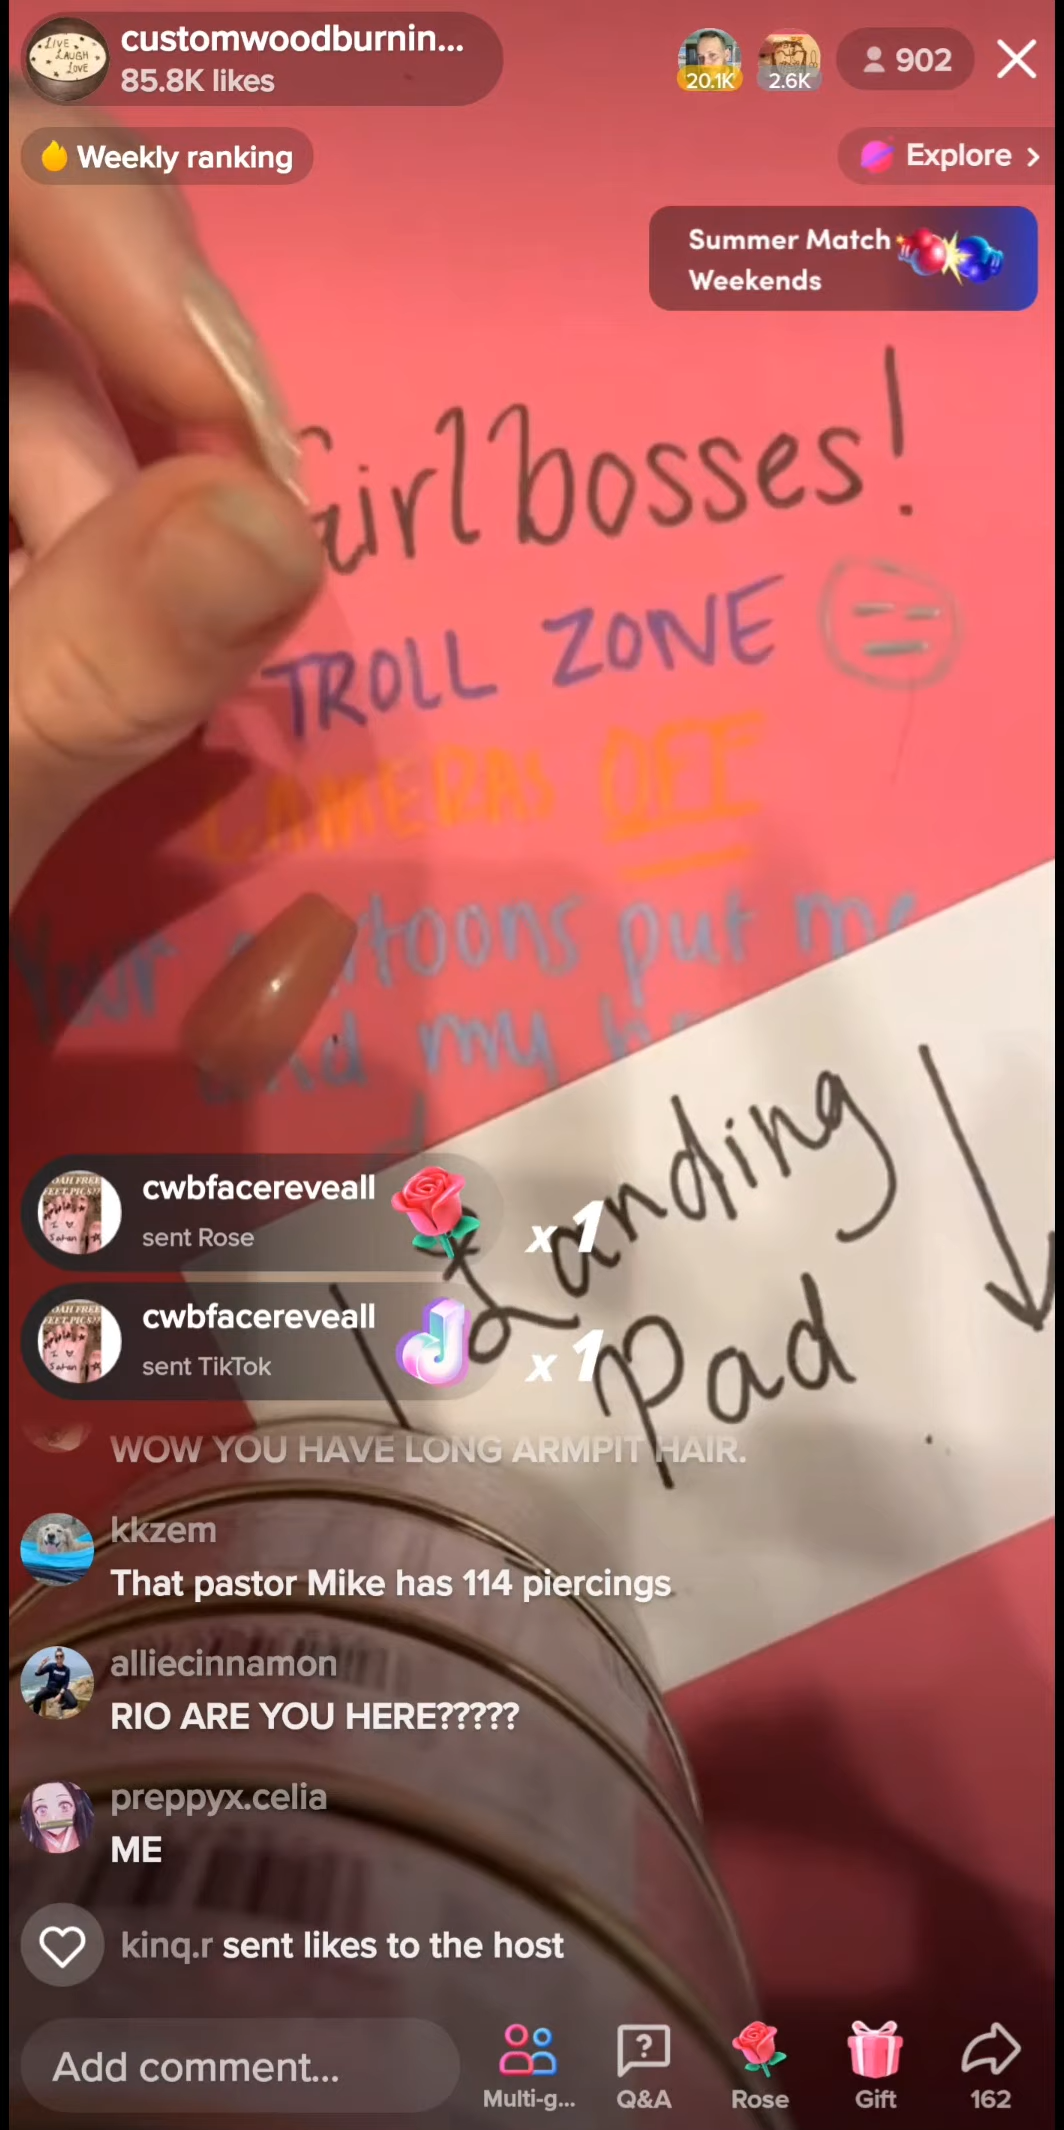 customwoodburnin...
85.8K likes
20.1K
2.6K
902
Weekly ranking
Explore >
Summer Match
Weekends
Girlbosses!
TROLL ZONE
CAMERAS OFF
Your toons put me
and my
Landing
Pad
cwbfacereveall
sent Rose
x1
cwbfacereveall
sent TikTok
x1
WOW YOU HAVE LONG ARMPIT HAIR.
kkzem
That pastor Mike has 114 piercings
alliecinnamon
RIO ARE YOU HERE?????
preppyx.celia
ME
kinq.r sent likes to the host
Add comment...
Multi-g...
Q&A
Rose
Gift
162